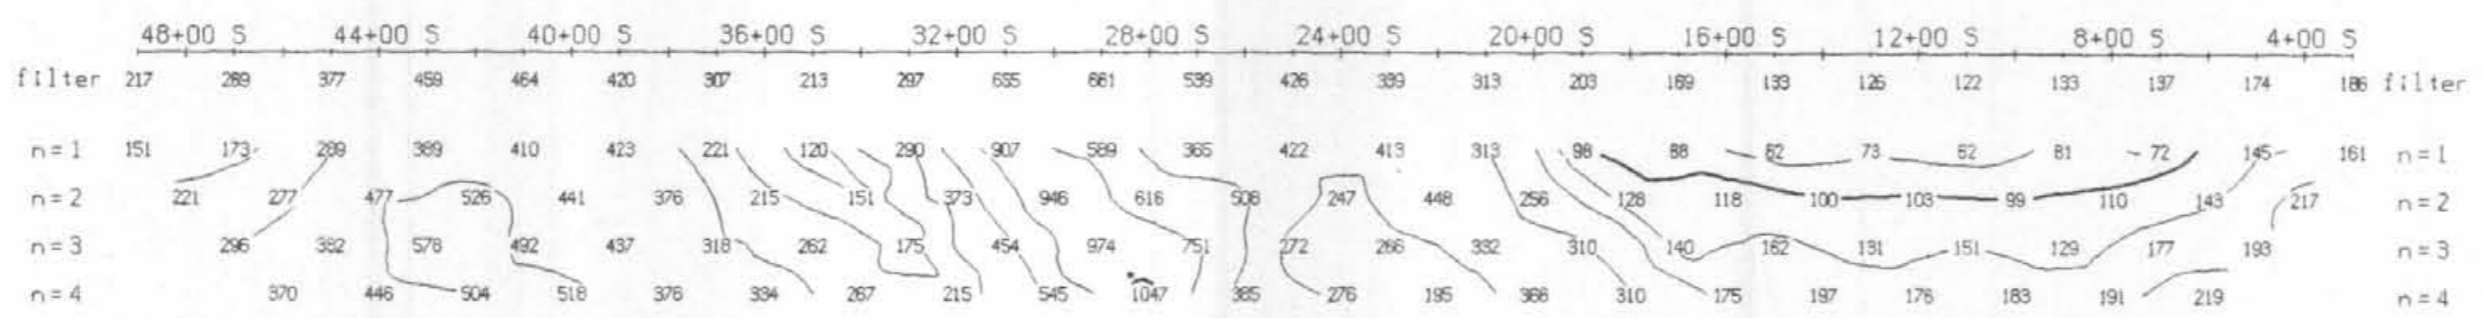 48+00 S 44+00 S 40+00 S 36+00 S 32+00 S 28+00 S 24+00 S 20+00 S 16+00 S 12+00 S 8+00 S 4+00 S
filter 217 289 377 459 464 420 307 213 297 655 661 539 426 339 313 203 169 133 126 122 133 137 174 186 filter
n=1 151 173 289 389 410 423 221 120 290 907 589 365 422 413 313 98 88 62 73 62 81 72 145 161 n=1
n=2 221 277 477 526 441 376 215 151 373 946 616 508 247 448 256 128 118 100 103 99 110 143 217 n=2
n=3 296 382 578 492 437 318 262 175 454 974 751 272 266 332 310 140 162 131 151 129 177 193 n=3
n=4 370 446 504 518 376 334 267 215 545 1047 385 276 195 366 310 175 197 176 183 191 219 n=4